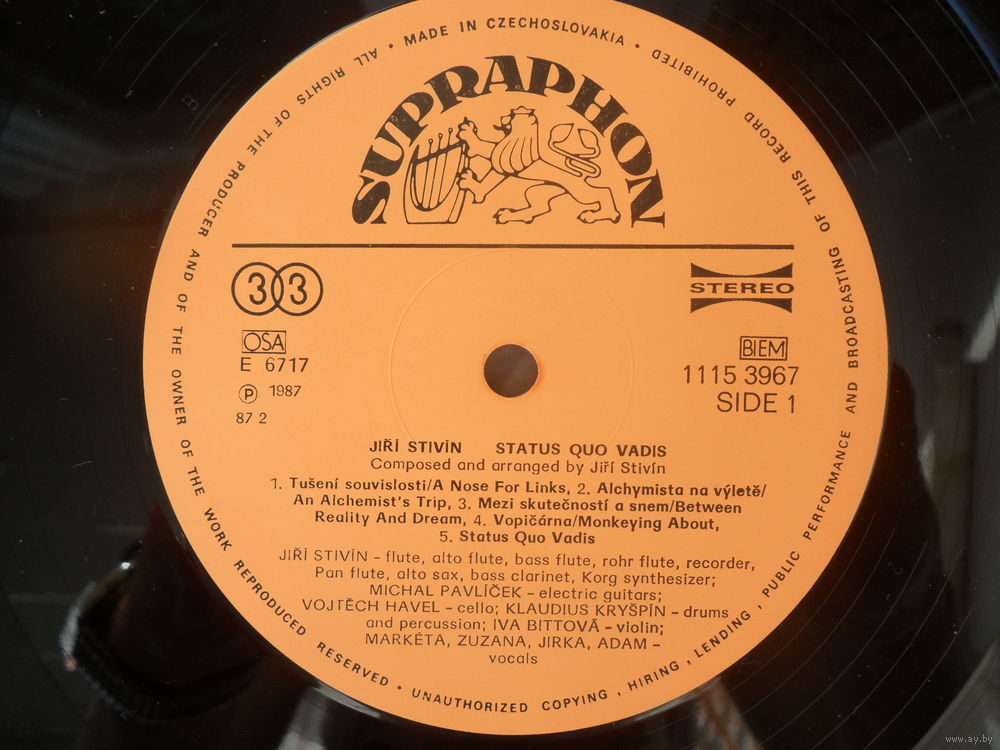 MADE IN CZECHOSLOVAKIA • ALL RIGHTS OF THE PRODUCER AND OF THE OWNER OF THE WORK REPRODUCED RESERVED • UNAUTHORIZED COPYING, HIRING, LENDING, PUBLIC PERFORMANCE AND BROADCASTING OF THIS RECORD PROHIBITED •
SUPRAPHON
33
STEREO
OSA
E 6717
Ⓟ 1987
87 2
BIEM
1115 3967
SIDE 1
JIŘÍ STIVÍN STATUS QUO VADIS
Composed and arranged by Jiří Stivín
1. Tušení souvislostí/A Nose For Links, 2. Alchymista na výletě/
An Alchemist's Trip, 3. Mezi skutečností a snem/Between
Reality And Dream, 4. Vopičárna/Monkeying About,
5. Status Quo Vadis
JIŘÍ STIVÍN – flute, alto flute, bass flute, rohr flute, recorder,
Pan flute, alto sax, bass clarinet, Korg synthesizer;
MICHAL PAVLÍČEK – electric guitars;
VOJTĚCH HAVEL – cello; KLAUDIUS KRYŠPÍN – drums
and percussion; IVA BITTOVÁ – violin;
MARKÉTA, ZUZANA, JIRKA, ADAM –
vocals
www.ay.by